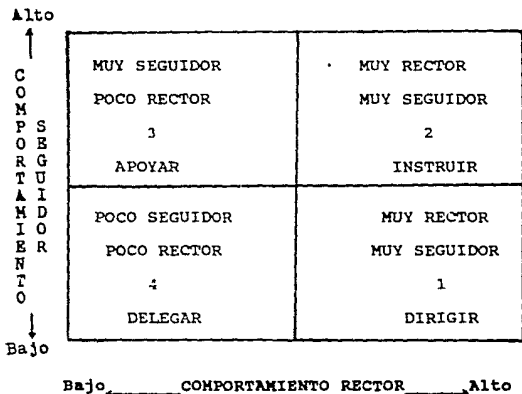 Alto
COMPORTAMIENTO
SEGUIDOR
MUY SEGUIDOR
POCO RECTOR
3
APOYAR
MUY RECTOR
MUY SEGUIDOR
2
INSTRUIR
POCO SEGUIDOR
POCO RECTOR
4
DELEGAR
MUY RECTOR
MUY SEGUIDOR
1
DIRIGIR
Bajo
Bajo COMPORTAMIENTO RECTOR Alto